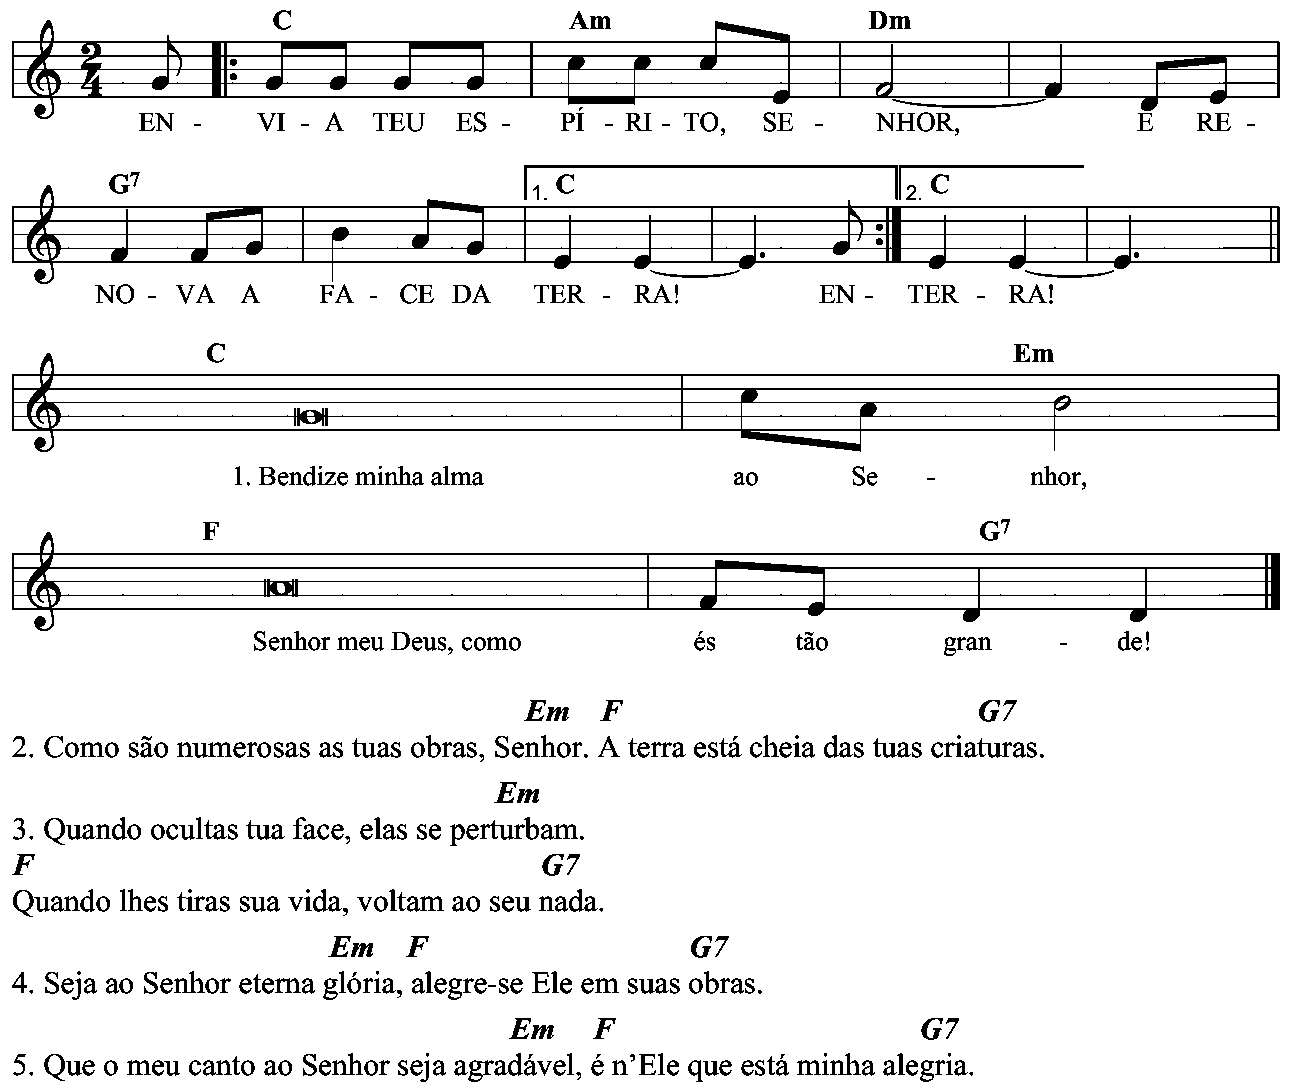 C Am Dm
2 4
EN - VI - A TEU ES - PÍ - RI - TO, SE - NHOR, E RE -
G7 1. C 2. C
NO - VA A FA - CE DA TER - RA! EN - TER - RA!
C Em
1. Bendize minha alma ao Se - nhor,
F G7
Senhor meu Deus, como és tão gran - de!
Em F G7
2. Como são numerosas as tuas obras, Senhor. A terra está cheia das tuas criaturas.
Em
3. Quando ocultas tua face, elas se perturbam.
F G7
Quando lhes tiras sua vida, voltam ao seu nada.
Em F G7
4. Seja ao Senhor eterna glória, alegre-se Ele em suas obras.
Em F G7
5. Que o meu canto ao Senhor seja agradável, é n’Ele que está minha alegria.